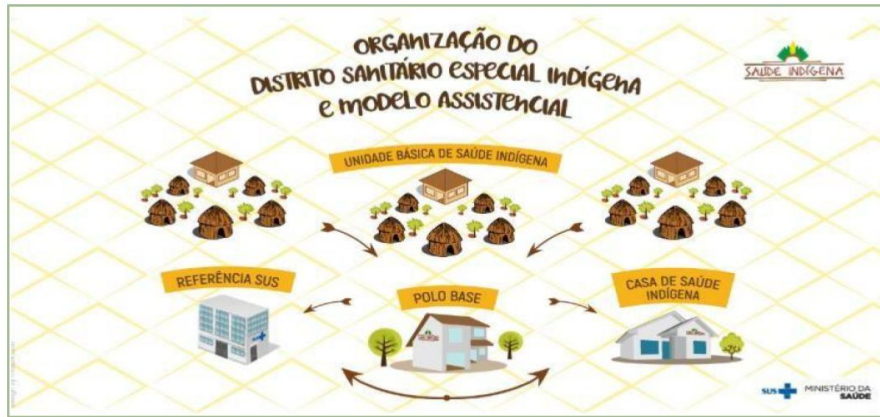 ORGANIZAÇÃO DO
DISTRITO SANITÁRIO ESPECIAL INDÍGENA
E MODELO ASSISTENCIAL
SAÚDE INDÍGENA
UNIDADE BÁSICA DE SAÚDE INDÍGENA
REFERÊNCIA SUS
POLO BASE
CASA DE SAÚDE
INDÍGENA
SUS
MINISTÉRIO DA
SAÚDE